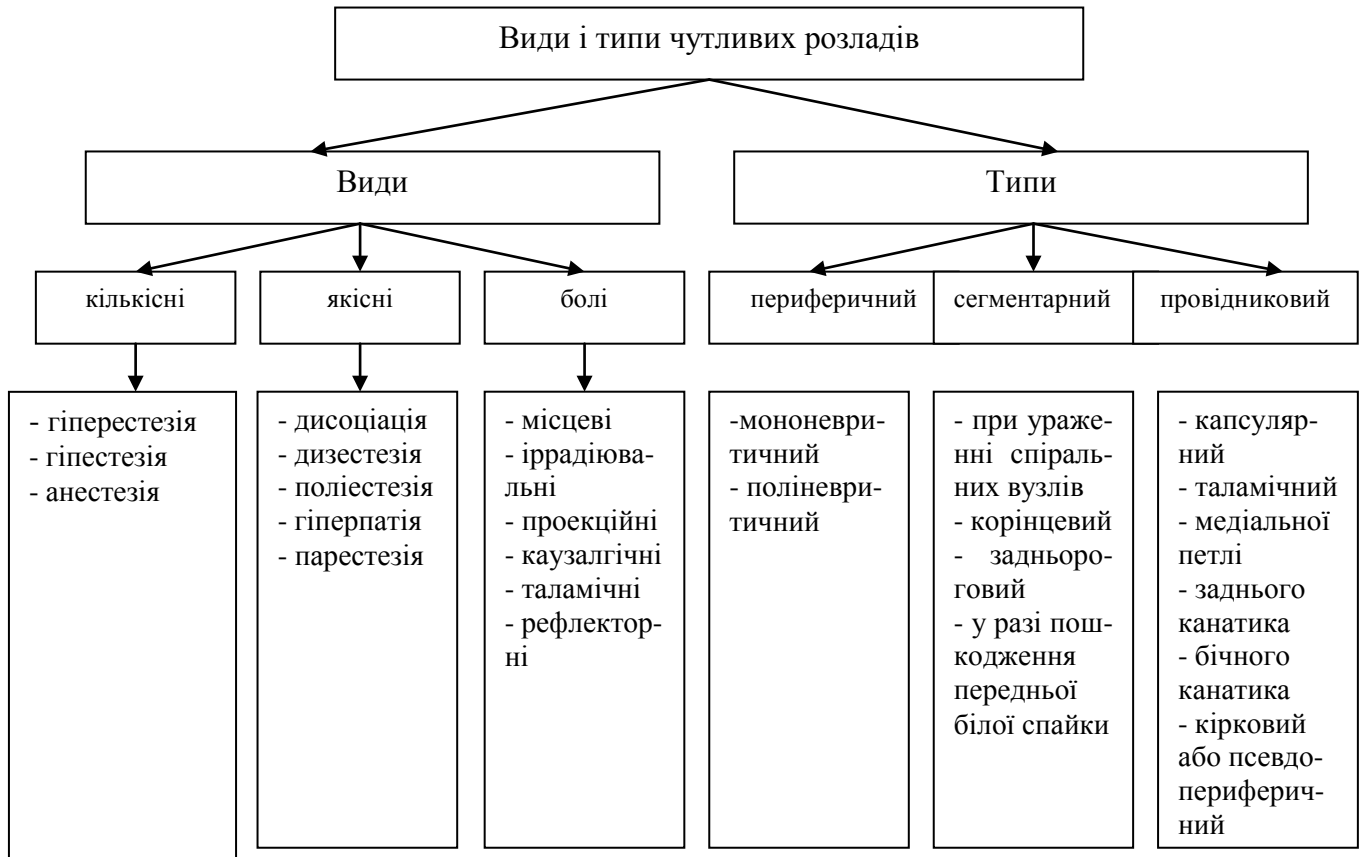 Види і типи чутливих розладів
Види
Типи
кількісні
якісні
болі
периферичний
сегментарний
провідниковий
- гіперестезія
- гіпестезія
- анестезія
- дисоціація
- дизестезія
- поліестезія
- гіперпатія
- парестезія
- місцеві
- іррадіюва-
льні
- проекційні
- каузалгічні
- таламічні
- рефлектор-
ні
-мононеври-
тичний
- поліневри-
тичний
- при ураже-
нні спіраль-
них вузлів
- корінцевий
- задньоро-
говий
- у разі пош-
кодження
передньої
білої спайки
- капсуляр-
ний
- таламічний
- медіальної
петлі
- заднього
канатика
- бічного
канатика
- кірковий
або псевдо-
периферич-
ний